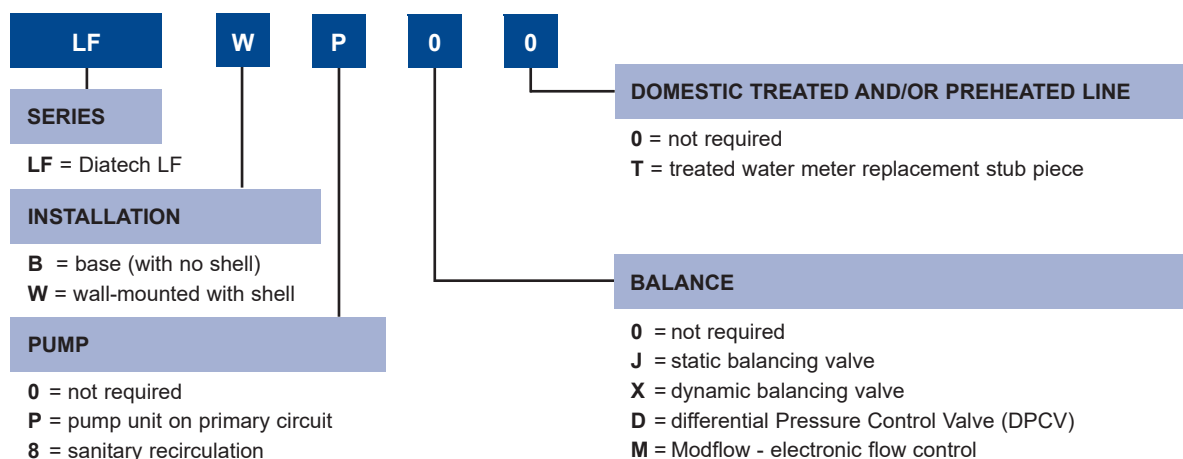 LF W P 0 0
SERIES
LF = Diatech LF
INSTALLATION
B = base (with no shell)
W = wall-mounted with shell
PUMP
0 = not required
P = pump unit on primary circuit
8 = sanitary recirculation
DOMESTIC TREATED AND/OR PREHEATED LINE
0 = not required
T = treated water meter replacement stub piece
BALANCE
0 = not required
J = static balancing valve
X = dynamic balancing valve
D = differential Pressure Control Valve (DPCV)
M = Modflow - electronic flow control